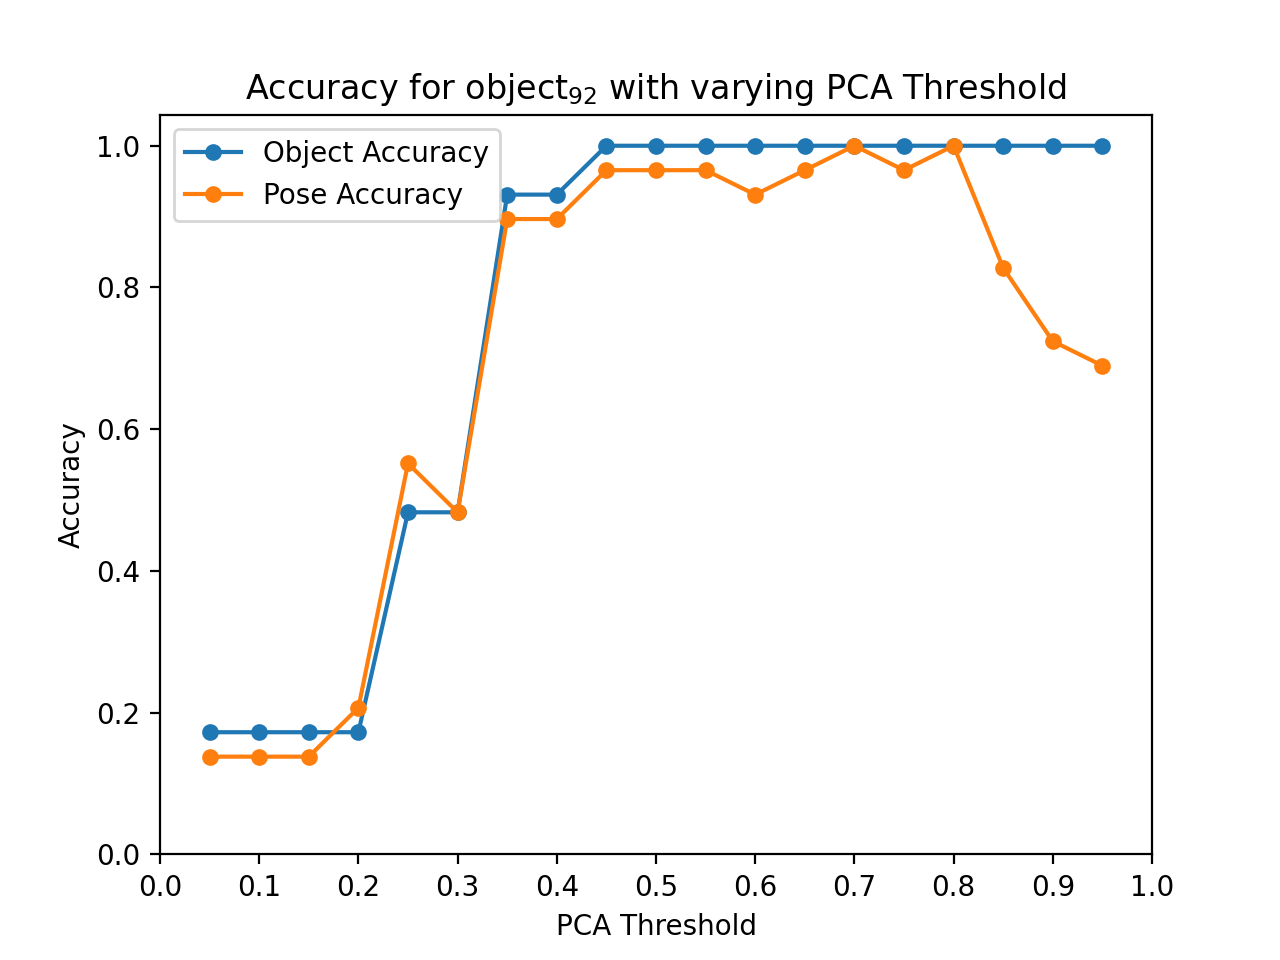 Accuracy for object₉₂ with varying PCA Threshold
Object Accuracy
Pose Accuracy
Accuracy
1.0
0.8
0.6
0.4
0.2
0.0
0.0 0.1 0.2 0.3 0.4 0.5 0.6 0.7 0.8 0.9 1.0
PCA Threshold